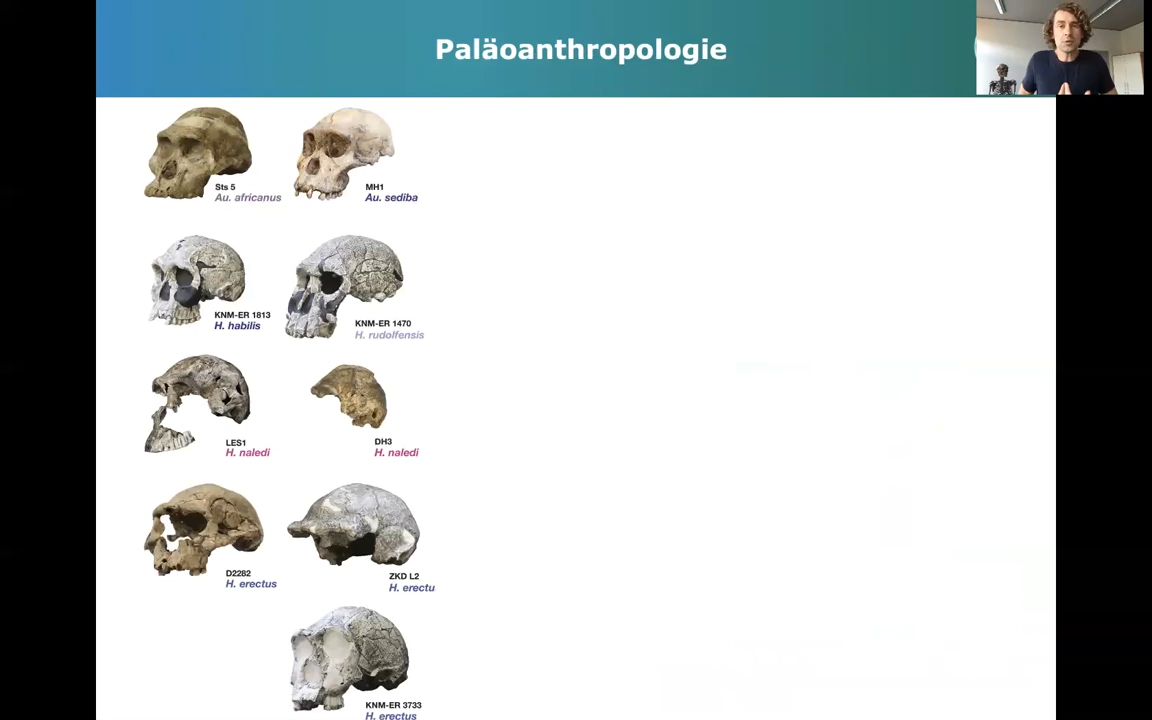 Paläoanthropologie
Sts 5
Au. africanus
MH1
Au. sediba
KNM-ER 1813
H. habilis
KNM-ER 1470
H. rudolfensis
LES1
H. naledi
DH3
H. naledi
D2282
H. erectus
ZKD L2
H. erectu
KNM-ER 3733
H. erectus